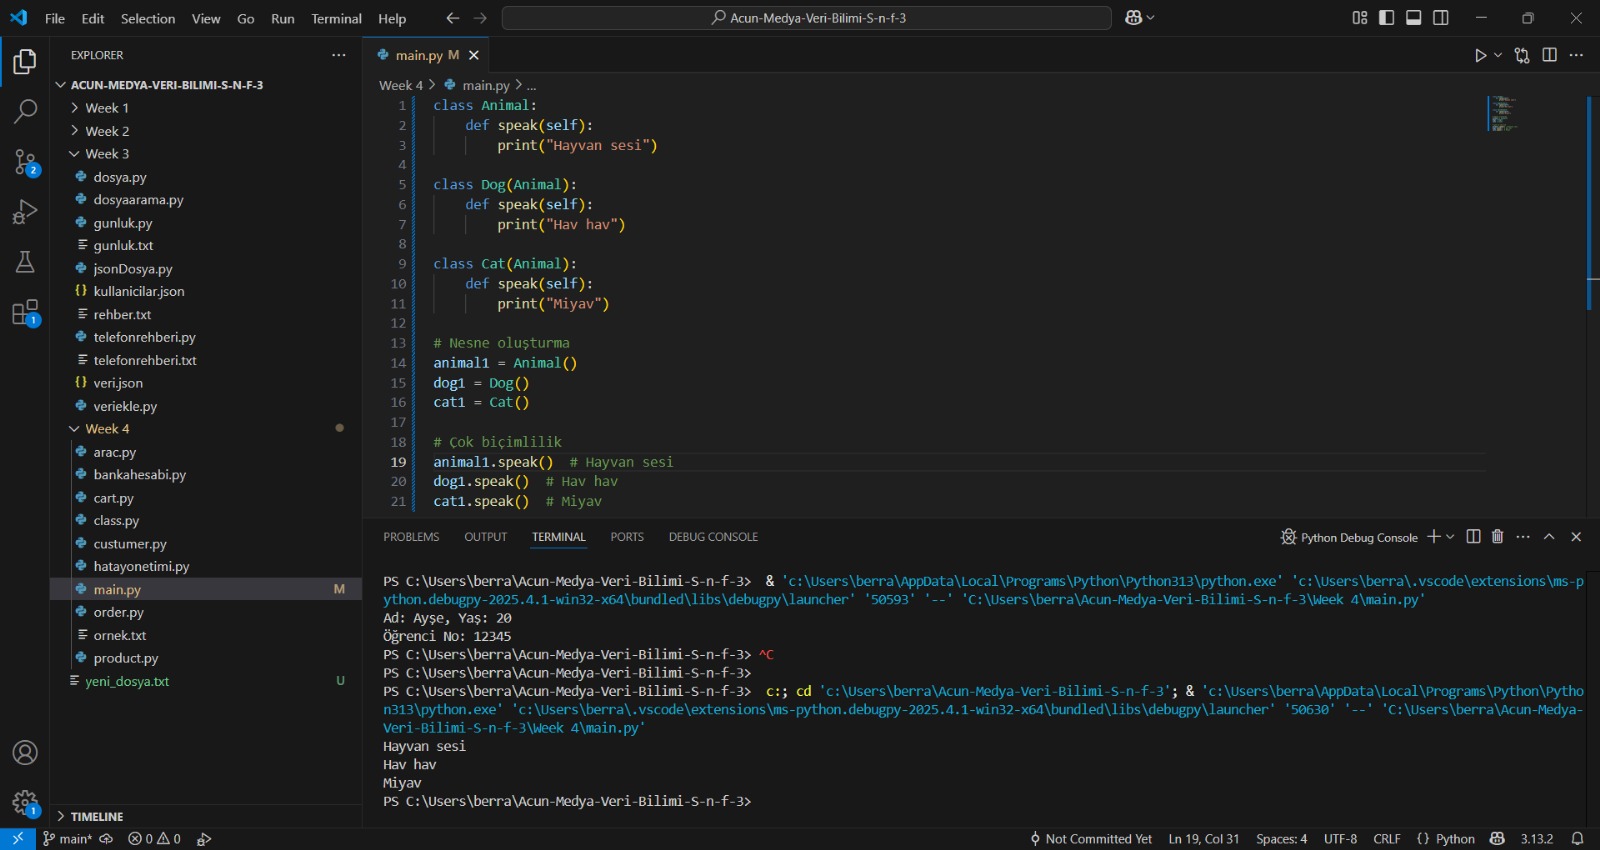 File Edit Selection View Go Run Terminal Help
Acun-Medya-Veri-Bilimi-S-n-f-3
EXPLORER
ACUN-MEDYA-VERI-BILIMI-S-N-F-3
Week 1
Week 2
Week 3
dosya.py
dosyaarama.py
gunluk.py
gunluk.txt
jsonDosya.py
kullanicilar.json
rehber.txt
telefonrehberi.py
telefonrehberi.txt
veri.json
veriekle.py
Week 4
arac.py
bankahesabi.py
cart.py
class.py
custumer.py
hatayonetimi.py
main.py M
order.py
ornek.txt
product.py
yeni_dosya.txt U
TIMELINE
2
1
1
main.py M
Week 4 > main.py > ...
1 class Animal:
2 def speak(self):
3 print("Hayvan sesi")
4
5 class Dog(Animal):
6 def speak(self):
7 print("Hav hav")
8
9 class Cat(Animal):
10 def speak(self):
11 print("Miyav")
12
13 # Nesne oluşturma
14 animal1 = Animal()
15 dog1 = Dog()
16 cat1 = Cat()
17
18 # Çok biçimlilik
19 animal1.speak()  # Hayvan sesi
20 dog1.speak()  # Hav hav
21 cat1.speak()  # Miyav
PROBLEMS OUTPUT TERMINAL PORTS DEBUG CONSOLE
Python Debug Console
PS C:\Users\berra\Acun-Medya-Veri-Bilimi-S-n-f-3>  & 'c:\Users\berra\AppData\Local\Programs\Python\Python313\python.exe' 'c:\Users\berra\.vscode\extensions\ms-p
ython.debugpy-2025.4.1-win32-x64\bundled\libs\debugpy\launcher' '50593' '--' 'C:\Users\berra\Acun-Medya-Veri-Bilimi-S-n-f-3\Week 4\main.py'
Ad: Ayşe, Yaş: 20
Öğrenci No: 12345
PS C:\Users\berra\Acun-Medya-Veri-Bilimi-S-n-f-3> ^C
PS C:\Users\berra\Acun-Medya-Veri-Bilimi-S-n-f-3>
PS C:\Users\berra\Acun-Medya-Veri-Bilimi-S-n-f-3>  c:; cd 'c:\Users\berra\Acun-Medya-Veri-Bilimi-S-n-f-3'; & 'c:\Users\berra\AppData\Local\Programs\Python\Pytho
n313\python.exe' 'c:\Users\berra\.vscode\extensions\ms-python.debugpy-2025.4.1-win32-x64\bundled\libs\debugpy\launcher' '50630' '--' 'C:\Users\berra\Acun-Medya-
Veri-Bilimi-S-n-f-3\Week 4\main.py'
Hayvan sesi
Hav hav
Miyav
PS C:\Users\berra\Acun-Medya-Veri-Bilimi-S-n-f-3>
main* 0 0 Not Committed Yet Ln 19, Col 31 Spaces: 4 UTF-8 CRLF {} Python 3.13.2